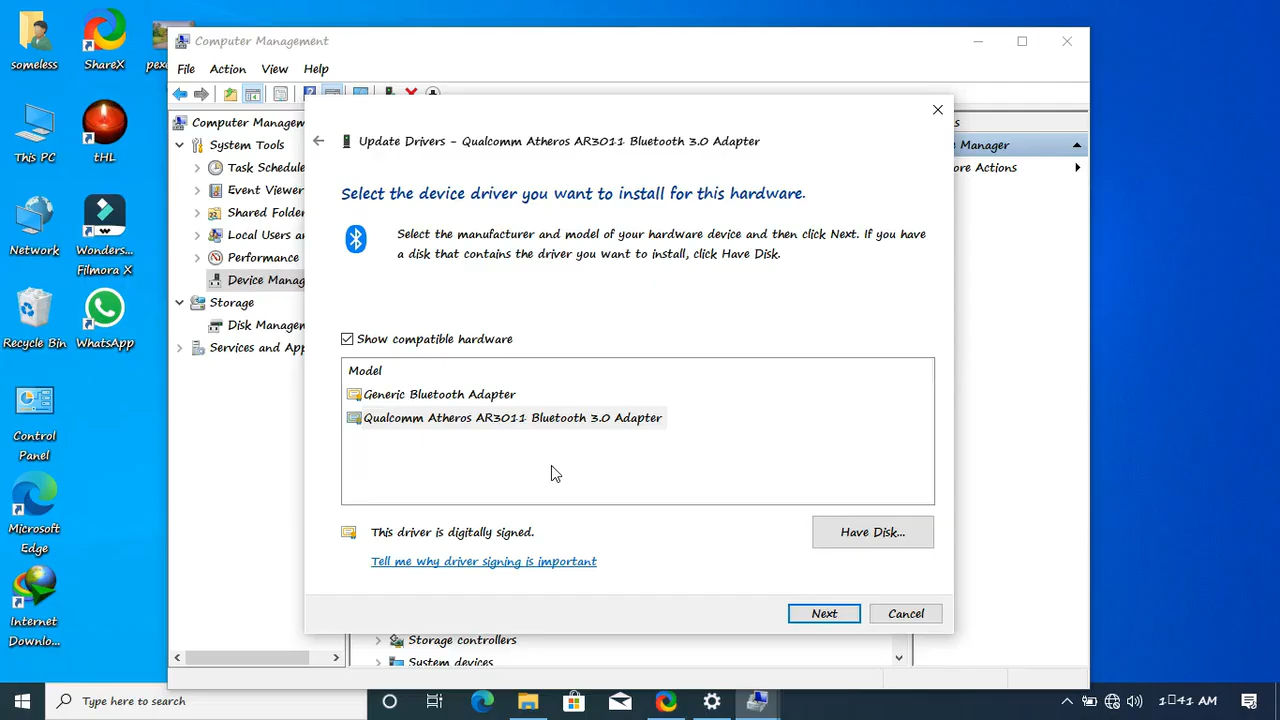 someless
ShareX
pex
This PC
tHL
Network
Wonders...
Filmora X
Recycle Bin
WhatsApp
Control
Panel
Microsoft
Edge
Internet
Downlo...
Computer Management
File Action View Help
Computer Managem
System Tools
Task Schedule
Event Viewer
Shared Folder
Local Users a
Performance
Device Manag
Storage
Disk Managem
Services and App
Update Drivers - Qualcomm Atheros AR3011 Bluetooth 3.0 Adapter
Select the device driver you want to install for this hardware.
Select the manufacturer and model of your hardware device and then click Next. If you have
a disk that contains the driver you want to install, click Have Disk.
Show compatible hardware
Model
Generic Bluetooth Adapter
Qualcomm Atheros AR3011 Bluetooth 3.0 Adapter
This driver is digitally signed.
Have Disk...
Tell me why driver signing is important
Next
Cancel
Storage controllers
System devices
s
e Manager
ore Actions
Type here to search
1:41 AM